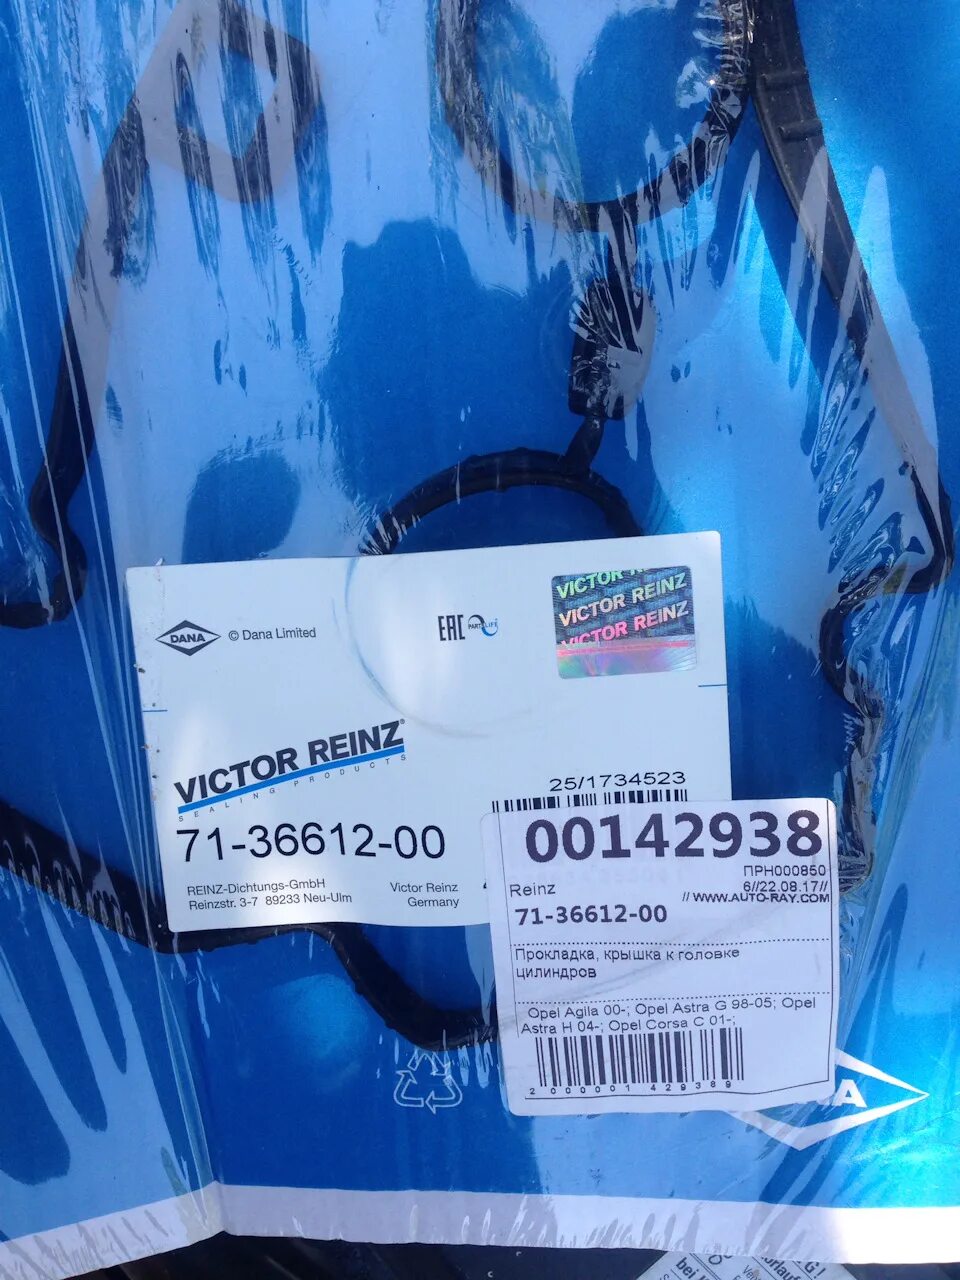 DANA
© Dana Limited
EAC
VICTOR REINZ
VICTOR REINZ
VICTOR REINZ
VICTOR REINZ®
SEALING PRODUCTS
25/1734523
71-36612-00
REINZ-Dichtungs-GmbH
Reinzstr. 3-7 89233 Neu-Ulm
Victor Reinz
Germany
00142938
ПРН000850
Reinz
6//22.08.17//
// WWW.AUTO-RAY.COM
71-36612-00
Прокладка, крышка к головке
цилиндров
Opel Agila 00-; Opel Astra G 98-05; Opel
Astra H 04-; Opel Corsa C 01-;
2000001429389